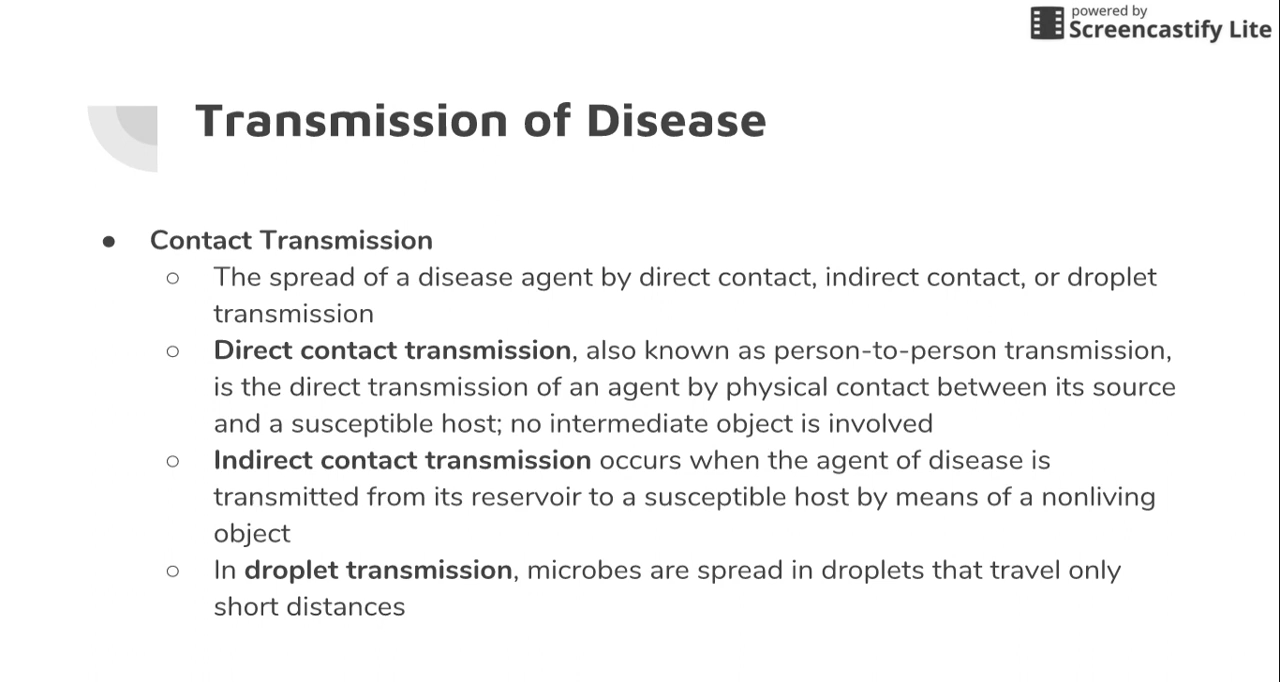 powered by
Screencastify Lite
Transmission of Disease
● Contact Transmission
○ The spread of a disease agent by direct contact, indirect contact, or droplet
transmission
○ Direct contact transmission, also known as person-to-person transmission,
is the direct transmission of an agent by physical contact between its source
and a susceptible host; no intermediate object is involved
○ Indirect contact transmission occurs when the agent of disease is
transmitted from its reservoir to a susceptible host by means of a nonliving
object
○ In droplet transmission, microbes are spread in droplets that travel only
short distances